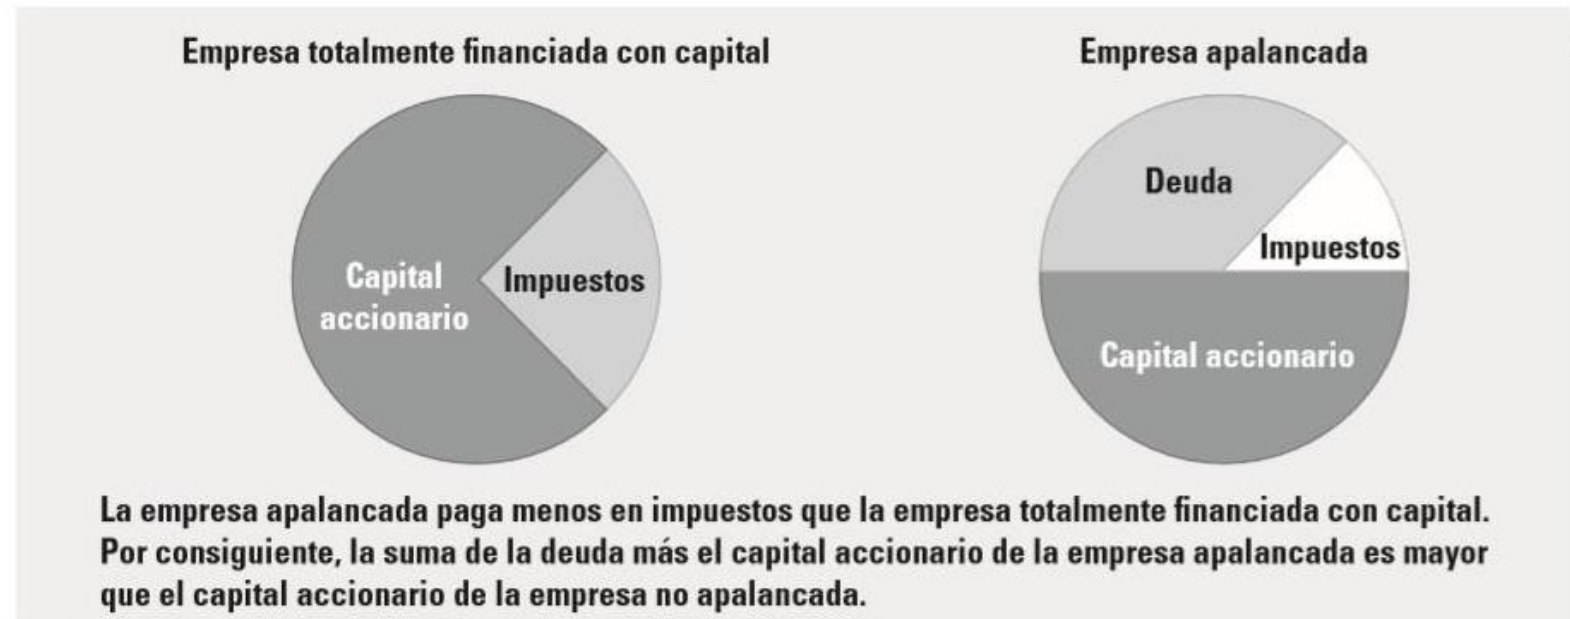 Empresa totalmente financiada con capital
Empresa apalancada
Capital
accionario
Impuestos
Deuda
Impuestos
Capital accionario
La empresa apalancada paga menos en impuestos que la empresa totalmente financiada con capital.
Por consiguiente, la suma de la deuda más el capital accionario de la empresa apalancada es mayor
que el capital accionario de la empresa no apalancada.